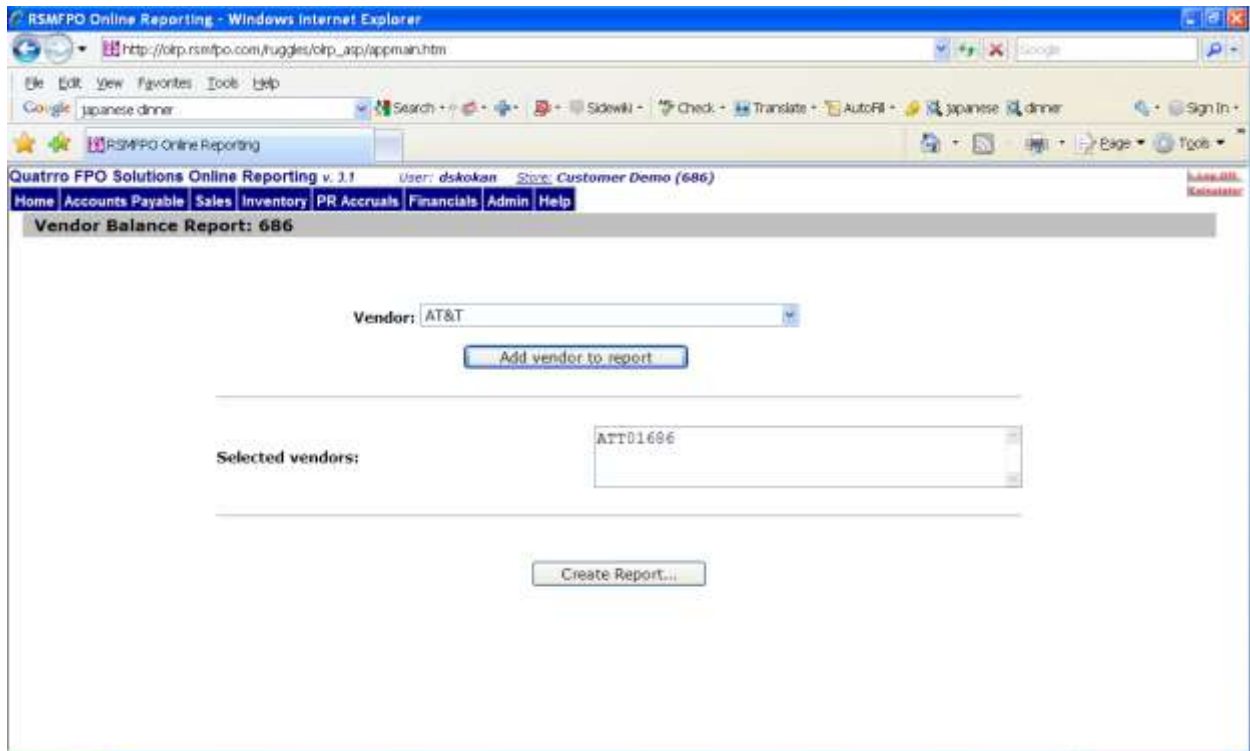 RSMFPO Online Reporting - Windows Internet Explorer
http://olrp.rsmfpo.com/ruggles/olrp_asp/appmain.htm
Google
File Edit View Favorites Tools Help
Google japanese dinner Search Sidewiki Check Translate AutoFill japanese dinner Sign In
RSMFPO Online Reporting Page Tools
Quatrro FPO Solutions Online Reporting v. 3.1 User: dskokan Store: Customer Demo (686) Log Off
Home Accounts Payable Sales Inventory PR Accruals Financials Admin Help
Vendor Balance Report: 686
Vendor: AT&T
Add vendor to report
ATT01686
Selected vendors:
Create Report...